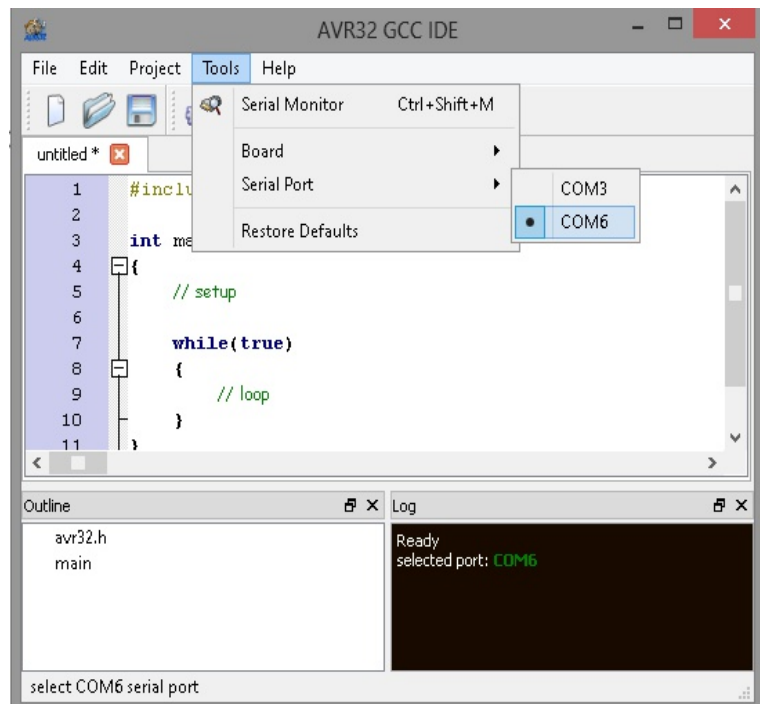 AVR32 GCC IDE
File Edit Project Tools Help
Serial Monitor Ctrl+Shift+M
Board
Serial Port
Restore Defaults
COM3
COM6
untitled *
1 #inclu
2
3 int ma
4 {
5 // setup
6
7 while(true)
8 {
9 // loop
10 }
11 }
Outline
avr32.h
main
Log
Ready
selected port: COM6
select COM6 serial port